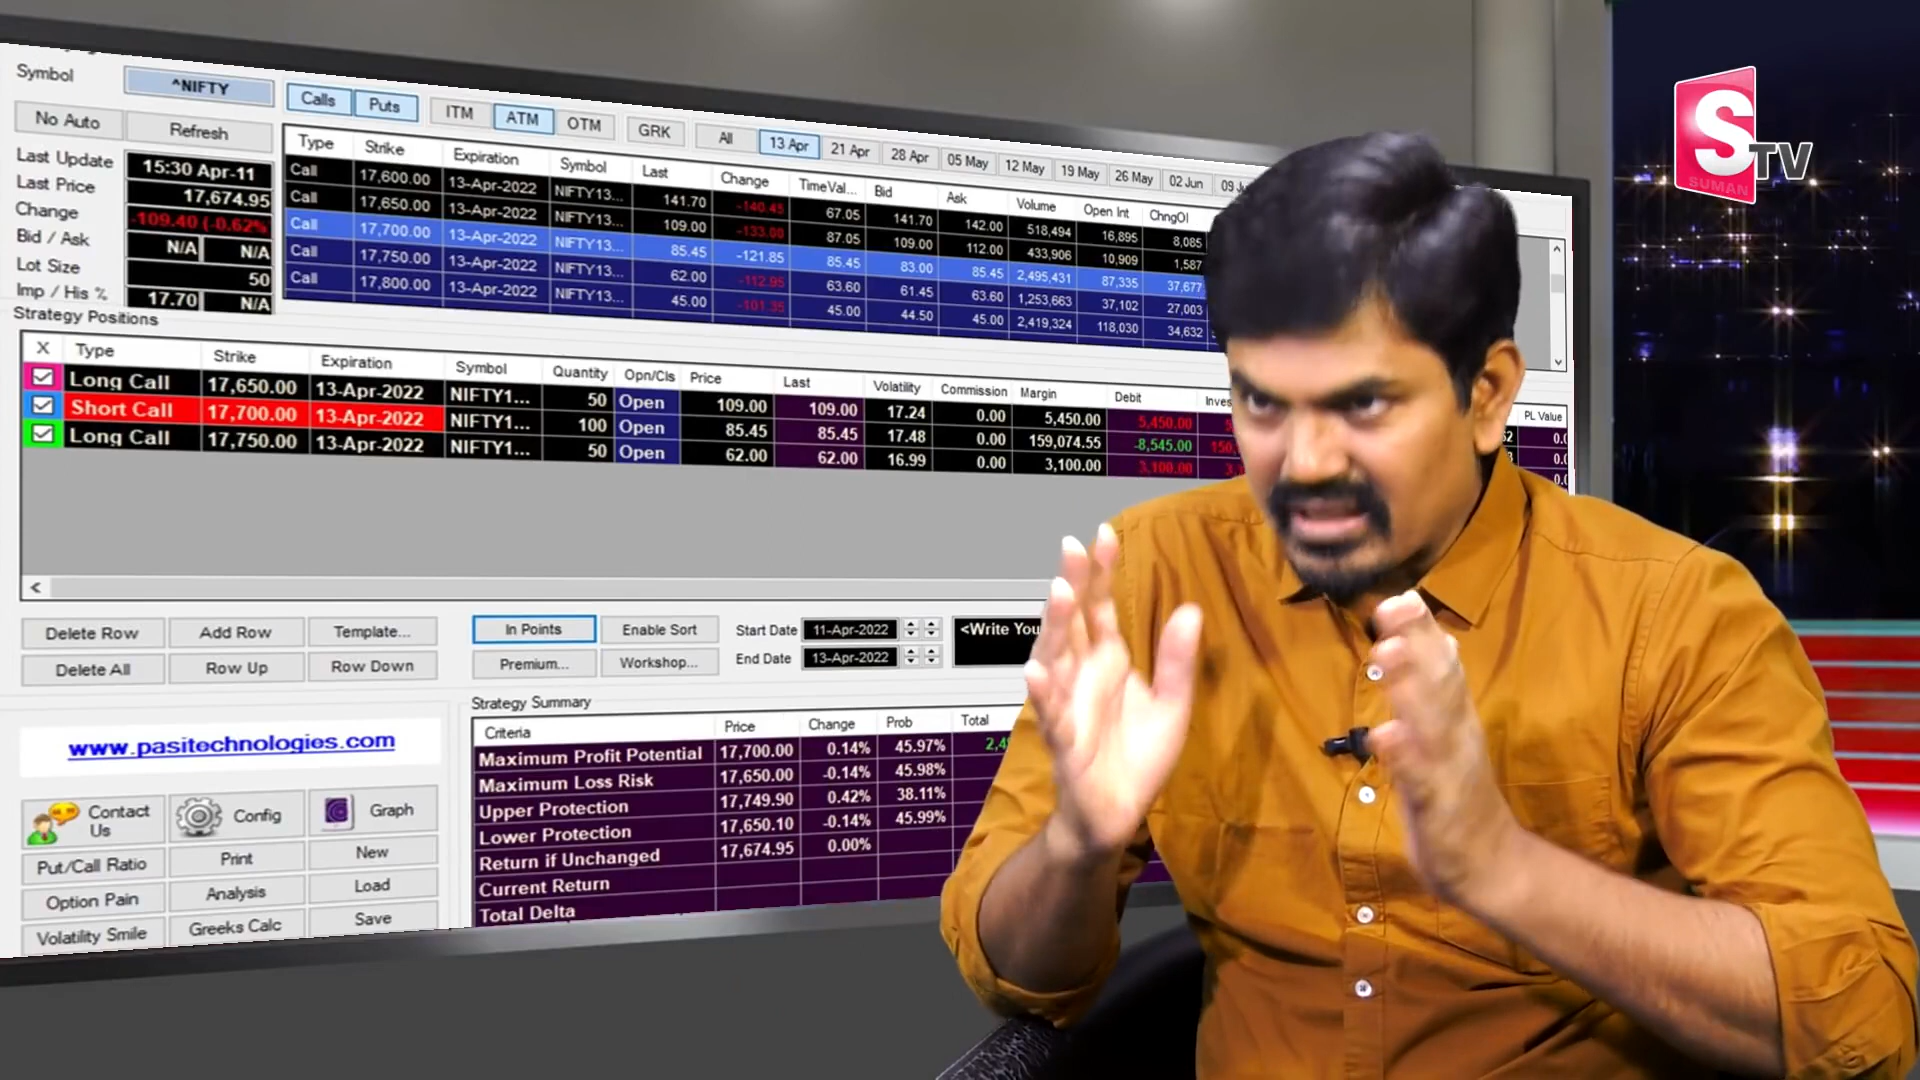 S
TV
SUMAN
Symbol ^NIFTY
No Auto Refresh
Last Update 15:30 Apr-11
Last Price 17,674.95
Change -109.40 (-0.62%
Bid / Ask N/A N/A
Lot Size 50
Imp / His % 17.70 N/A
Calls Puts ITM ATM OTM GRK All 13 Apr 21 Apr 28 Apr 05 May 12 May 19 May 26 May 02 Jun
Type Strike Expiration Symbol Last Change TimeVal... Bid Ask Volume Open Int ChngOI
Call 17,600.00 13-Apr-2022 NIFTY13... 141.70 -140.45 67.05 141.70 142.00 518,494 16,895 8,085
Call 17,650.00 13-Apr-2022 NIFTY13... 109.00 -133.00 87.05 109.00 112.00 433,906 10,909 1,587
Call 17,700.00 13-Apr-2022 NIFTY13... 85.45 -121.85 85.45 83.00 85.45 2,495,431 87,335 37,677
Call 17,750.00 13-Apr-2022 NIFTY13... 62.00 -112.95 63.60 61.45 63.60 1,253,663 37,102 27,003
Call 17,800.00 13-Apr-2022 NIFTY13... 45.00 -101.35 45.00 44.50 45.00 2,419,324 118,030 34,632
Strategy Positions
X Type Strike Expiration Symbol Quantity Opn/Cls Price Last Volatility Commission Margin Debit Inves PL Value
Long Call 17,650.00 13-Apr-2022 NIFTY1... 50 Open 109.00 109.00 17.24 0.00 5,450.00 5,450.00
Short Call 17,700.00 13-Apr-2022 NIFTY1... 100 Open 85.45 85.45 17.48 0.00 159,074.55 -8,545.00
Long Call 17,750.00 13-Apr-2022 NIFTY1... 50 Open 62.00 62.00 16.99 0.00 3,100.00 3,100.00
Delete Row Add Row Template... In Points Enable Sort Start Date 11-Apr-2022 <Write You
Delete All Row Up Row Down Premium... Workshop... End Date 13-Apr-2022
www.pasitechnologies.com
Contact Us Config Graph
Put/Call Ratio Print New
Option Pain Analysis Load
Volatility Smile Greeks Calc Save
Strategy Summary
Criteria Price Change Prob Total
Maximum Profit Potential 17,700.00 0.14% 45.97%
Maximum Loss Risk 17,650.00 -0.14% 45.98%
Upper Protection 17,749.90 0.42% 38.11%
Lower Protection 17,650.10 -0.14% 45.99%
Return if Unchanged 17,674.95 0.00%
Current Return
Total Delta